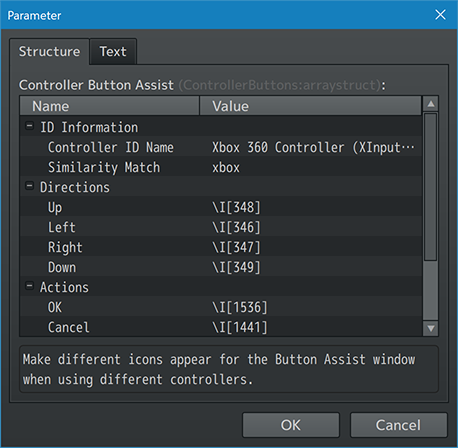 Parameter
Structure Text
Controller Button Assist (ControllerButtons:arraystruct):
Name Value
ID Information
Controller ID Name Xbox 360 Controller (XInput⋯
Similarity Match xbox
Directions
Up \I[348]
Left \I[346]
Right \I[347]
Down \I[349]
Actions
OK \I[1536]
Cancel \I[1441]
Make different icons appear for the Button Assist window
when using different controllers.
OK Cancel